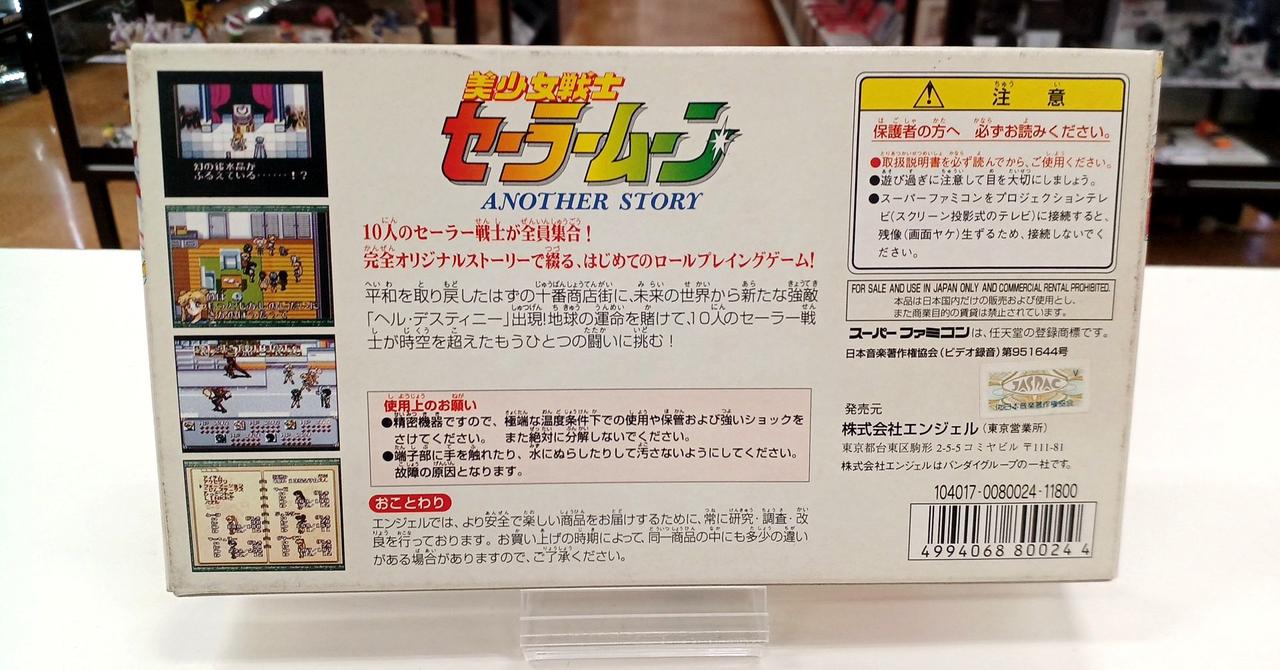 幻の銀水晶が
ふるえている‥‥‥!?
美少女戦士
セーラームーン
ANOTHER STORY
10人のセーラー戦士が全員集合!
完全オリジナルストーリーで綴る、はじめてのロールプレイングゲーム!
平和を取り戻したはずの十番商店街に、未来の世界から新たな強敵
「ヘル・デスティニー」出現!地球の運命を賭けて、10人のセーラー戦
士が時空を超えたもうひとつの闘いに挑む!
使用上のお願い
●精密機器ですので、極端な温度条件下での使用や保管および強いショックを
さけてください。 また絶対に分解しないでください。
●端子部に手を触れたり、水にぬらしたりして汚さないようにしてください。
故障の原因となります。
おことわり
エンジェルでは、より安全で楽しい商品をお届けするために、常に研究・調査・改
良を行っております。お買い上げの時期によって、同一商品の中にも多少の違い
がある場合がありますので、ご了承ください。
注意
保護者の方へ 必ずお読みください。
●取扱説明書を必ず読んでから、ご使用ください。
●遊び過ぎに注意して目を大切にしましょう。
●スーパーファミコンをプロジェクションテレ
ビ(スクリーン投影式のテレビ)に接続すると、
残像(画面ヤケ)生ずるため、接続しないでく
ださい。
FOR SALE AND USE IN JAPAN ONLY AND COMMERCIAL RENTAL PROHIBITED.
本品は日本国内だけの販売および使用とし、
また商業目的の賃貸は禁止されています。
スーパーファミコンは、任天堂の登録商標です。
日本音楽著作権協会(ビデオ録音)第951644号
JASRAC
発売元
株式会社エンジェル(東京営業所)
東京都台東区駒形 2-5-5 コミヤビル 〒111-81
株式会社エンジェルはバンダイグループの一社です。
104017-0080024-11800
4994068 80024 4